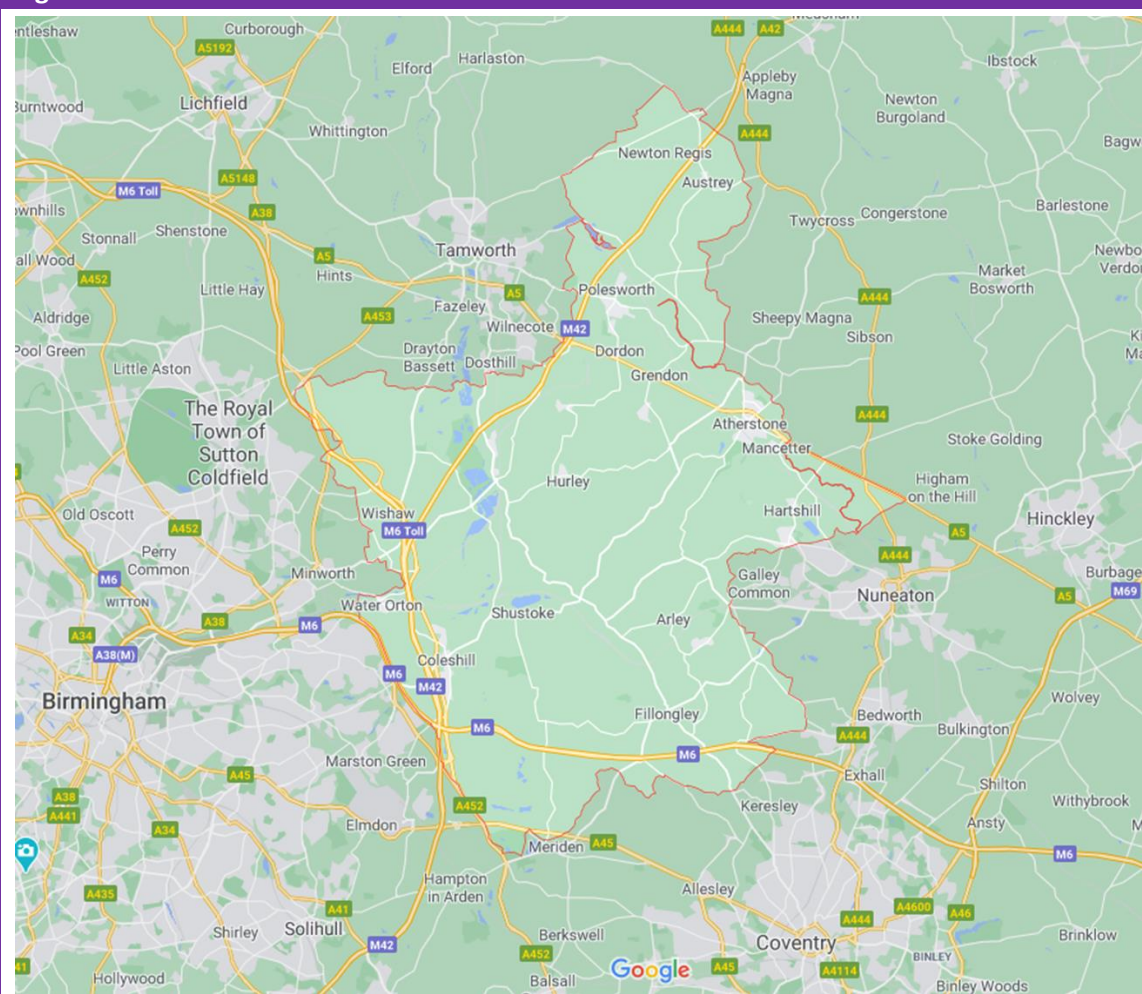 entleshaw
Curborough
A5192
Elford
Harlaston
A444
A42
Ibstock
Burntwood
Lichfield
Whittington
Appleby
Magna
Newton
Burgoland
A444
Bagw
Newton Regis
A5148
M6 Toll
Austrey
ownhills
A38
Shenstone
Stonnall
Twycross
Congerstone
Barlestone
Tamworth
all Wood
A5
Hints
A452
Newbo
Verdo
Market
Bosworth
Little Hay
Polesworth
A5
A444
Fazeley
A453
Aldridge
Wilnecote
M42
Sheepy Magna
Sibson
Pool Green
Drayton
Bassett
Dosthill
Dordon
Little Aston
Grendon
The Royal
Town of
Sutton
Coldfield
A444
Atherstone
Mancetter
Stoke Golding
Hurley
Higham
on the Hill
Old Oscott
Wishaw
M6 Toll
Hartshill
Hinckley
A452
A5
Perry
Common
A444
M6
Minworth
Galley
Common
Burbage
M69
WITTON
Water Orton
Nuneaton
A5
A38
M6
Shustoke
Arley
A34
A38(M)
Coleshill
M6
M42
Birmingham
Wolvey
Fillongley
Bedworth
M6
Bulkington
A444
M6
Marston Green
A45
Exhall
Shilton
A38
A452
Keresley
Withybrook
A441
A34
Elmdon
Ansty
Meriden
A45
M6
Hampton
in Arden
Allesley
A435
A4600
A41
A444
A46
Shirley
Solihull
Berkswell
Brinklow
M42
Coventry
A452
BINLEY
41
Google
A45
A4114
Hollywood
Balsall
Binley Woods